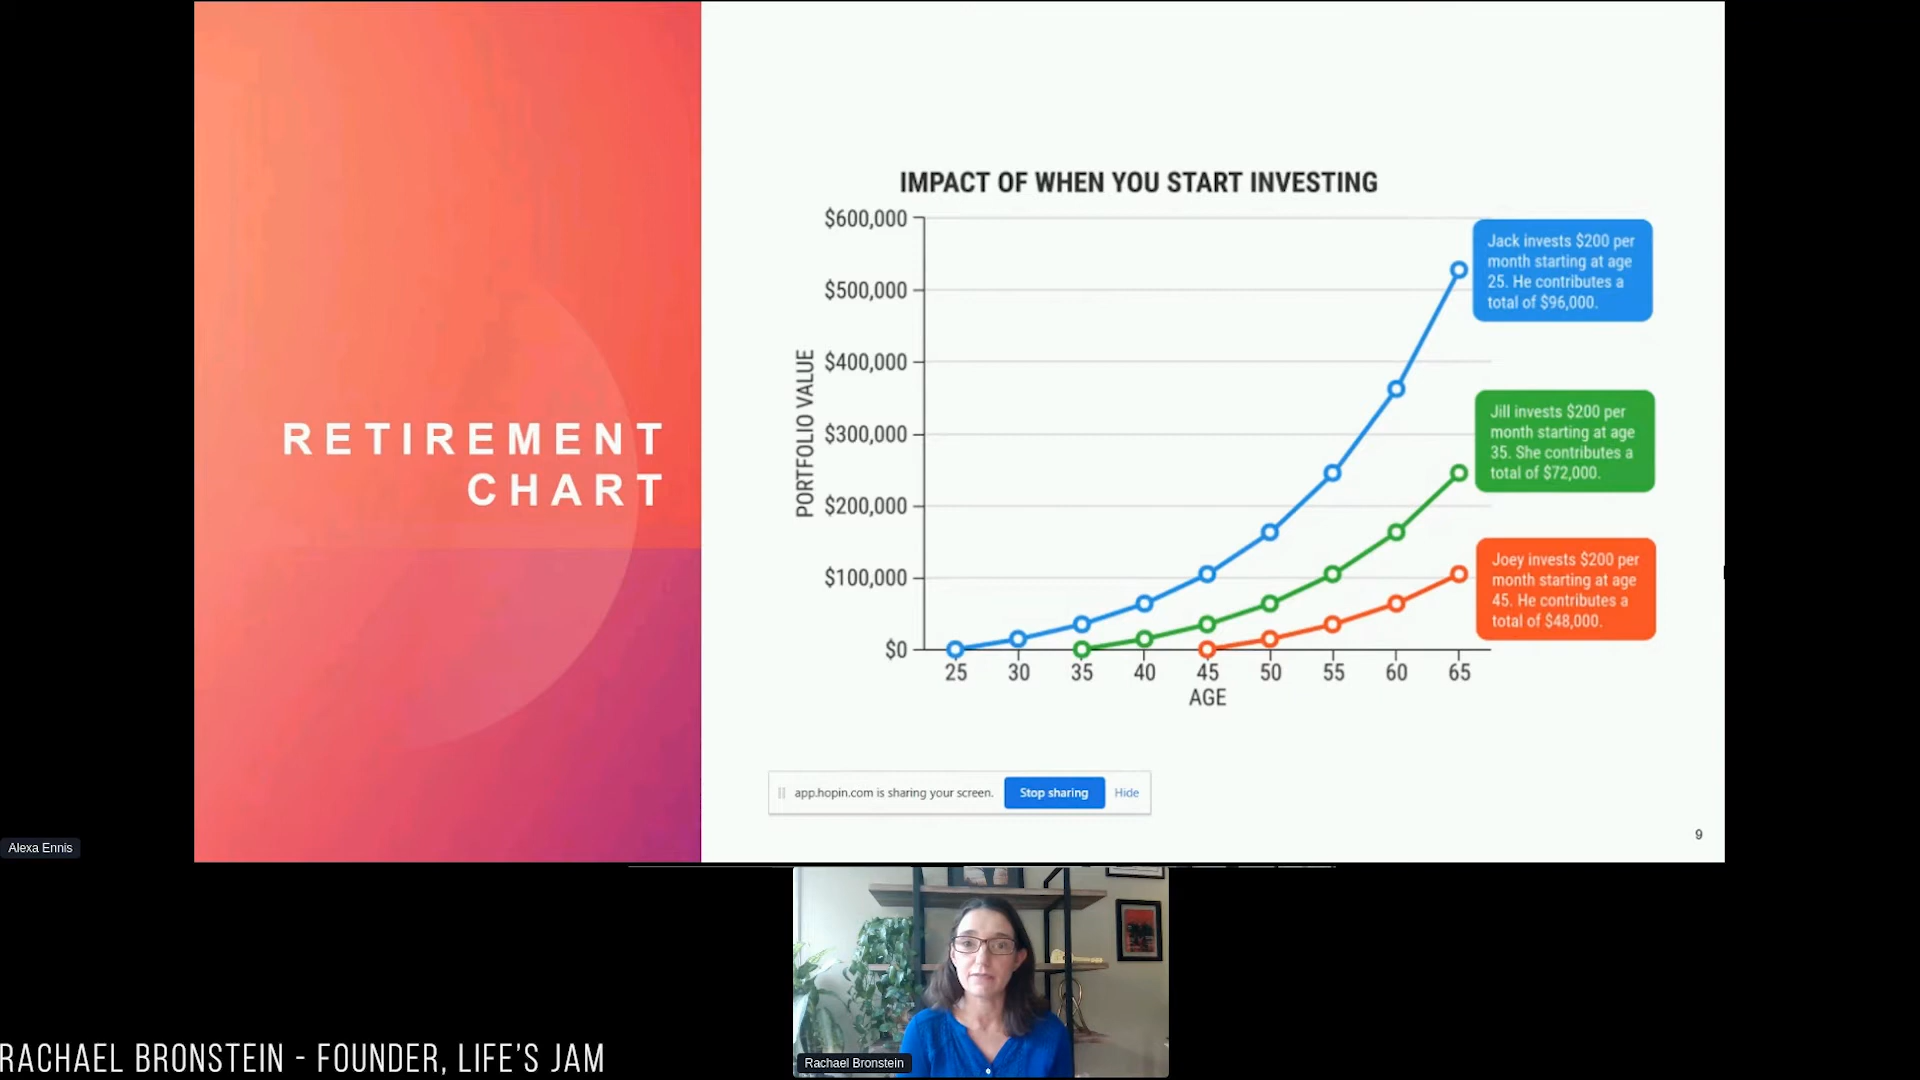 RETIREMENT
CHART
IMPACT OF WHEN YOU START INVESTING
PORTFOLIO VALUE
$600,000
$500,000
$400,000
$300,000
$200,000
$100,000
$0
25 30 35 40 45 50 55 60 65
AGE
Jack invests $200 per
month starting at age
25. He contributes a
total of $96,000.
Jill invests $200 per
month starting at age
35. She contributes a
total of $72,000.
Joey invests $200 per
month starting at age
45. He contributes a
total of $48,000.
app.hopin.com is sharing your screen. Stop sharing Hide
9
Alexa Ennis
Rachael Bronstein
RACHAEL BRONSTEIN - FOUNDER, LIFE'S JAM